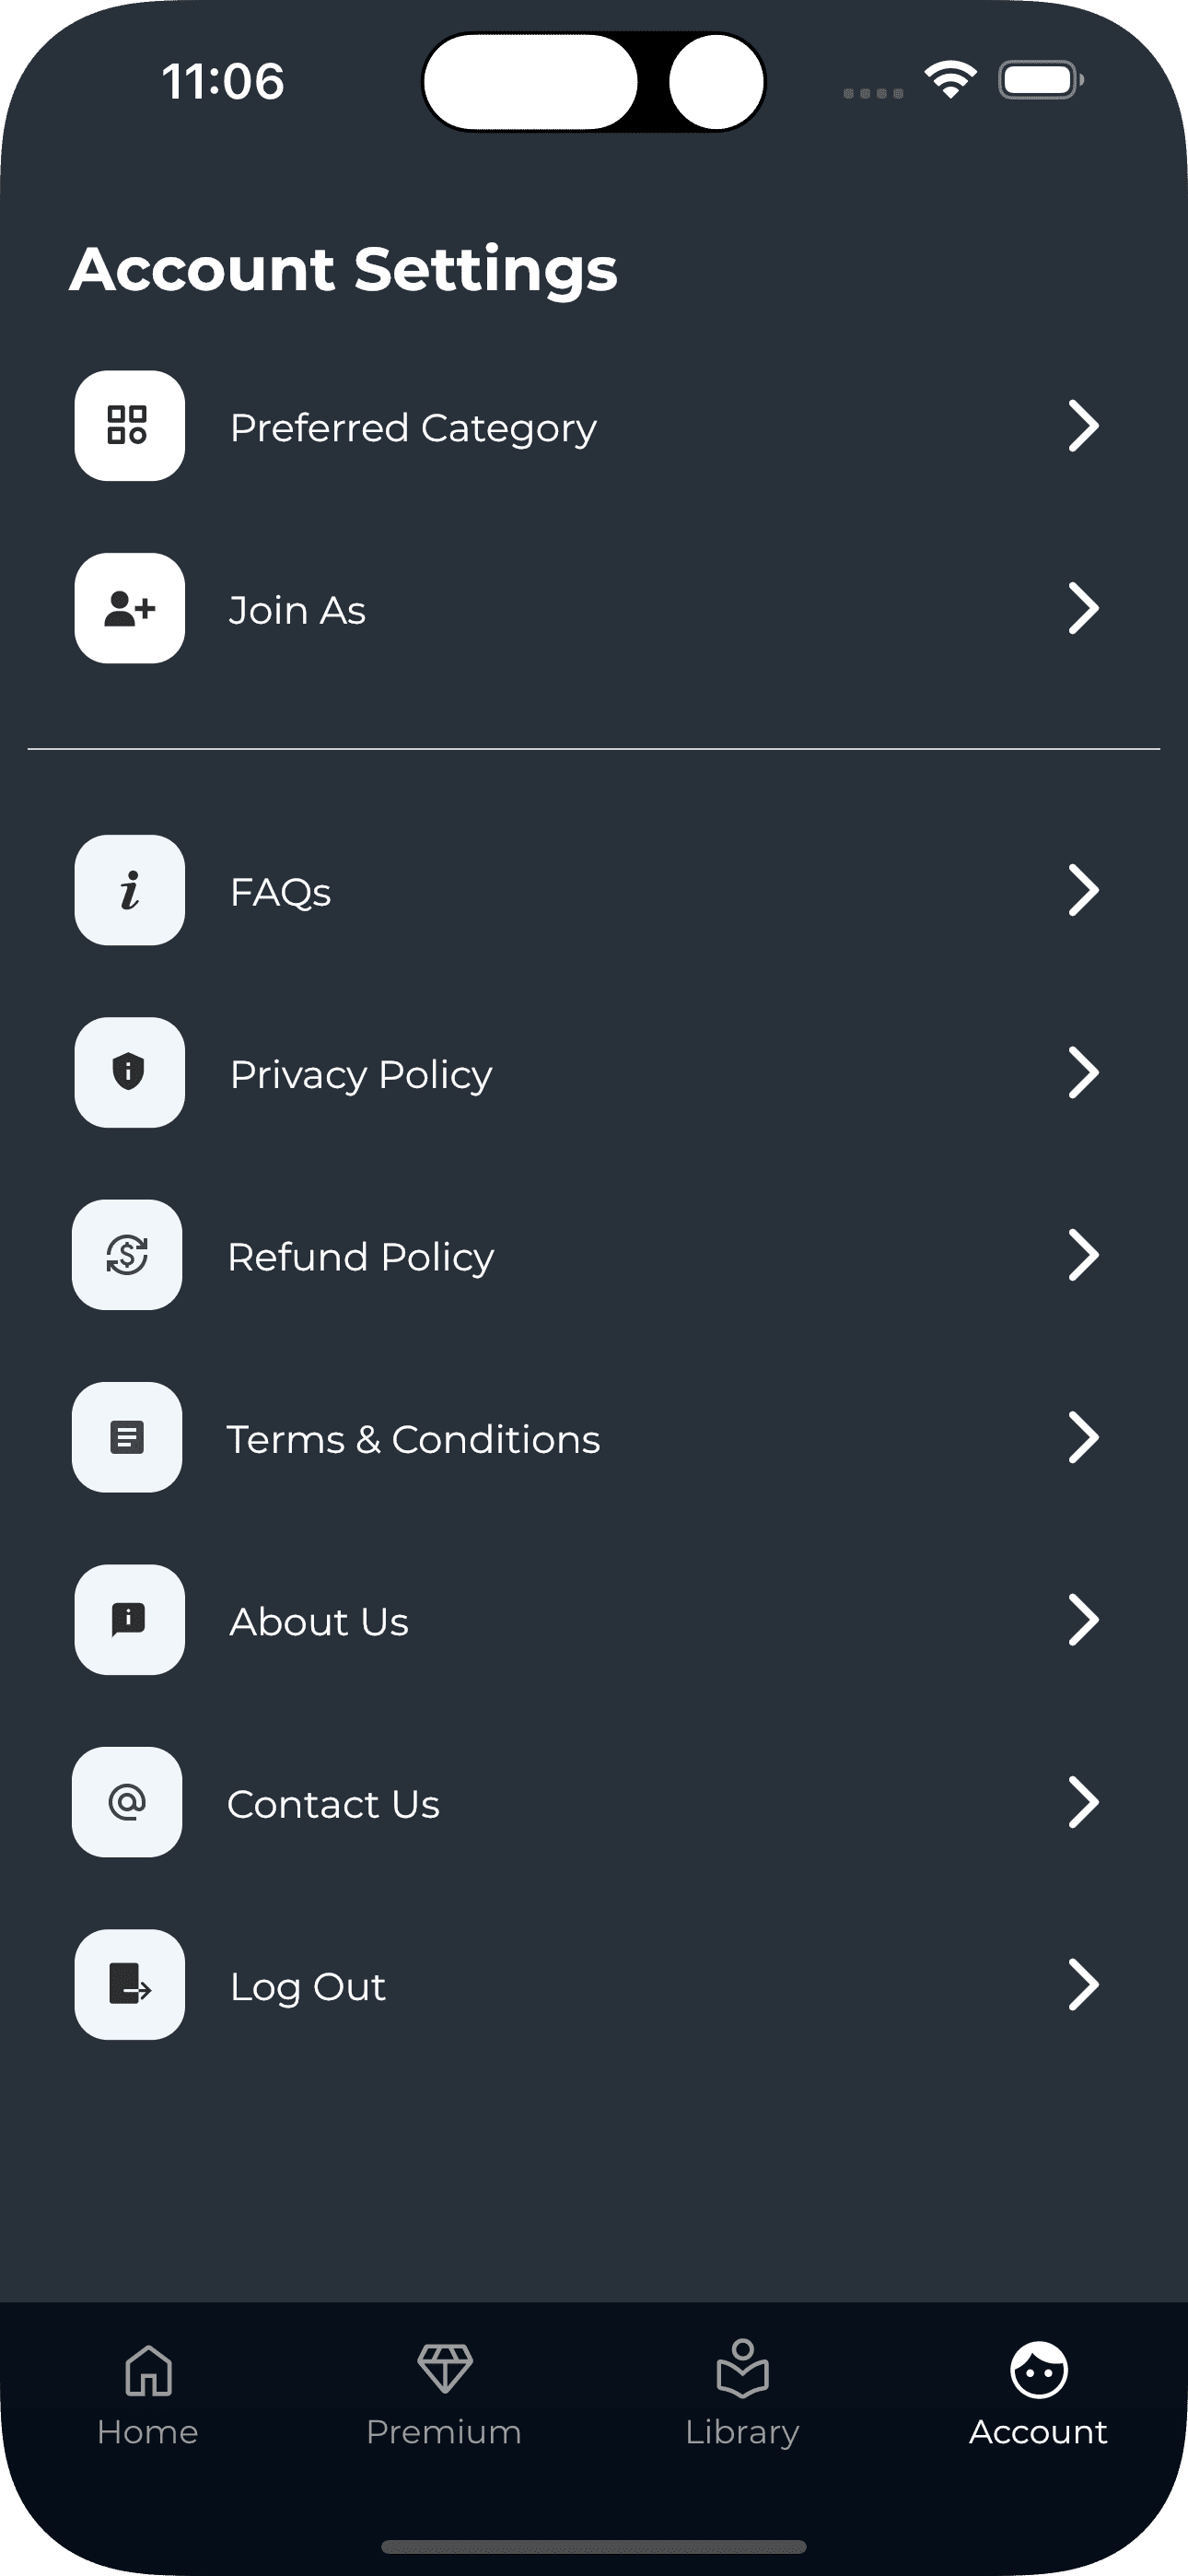 11:06
Account Settings
Preferred Category
Join As
FAQs
Privacy Policy
Refund Policy
Terms & Conditions
About Us
Contact Us
Log Out
Home
Premium
Library
Account